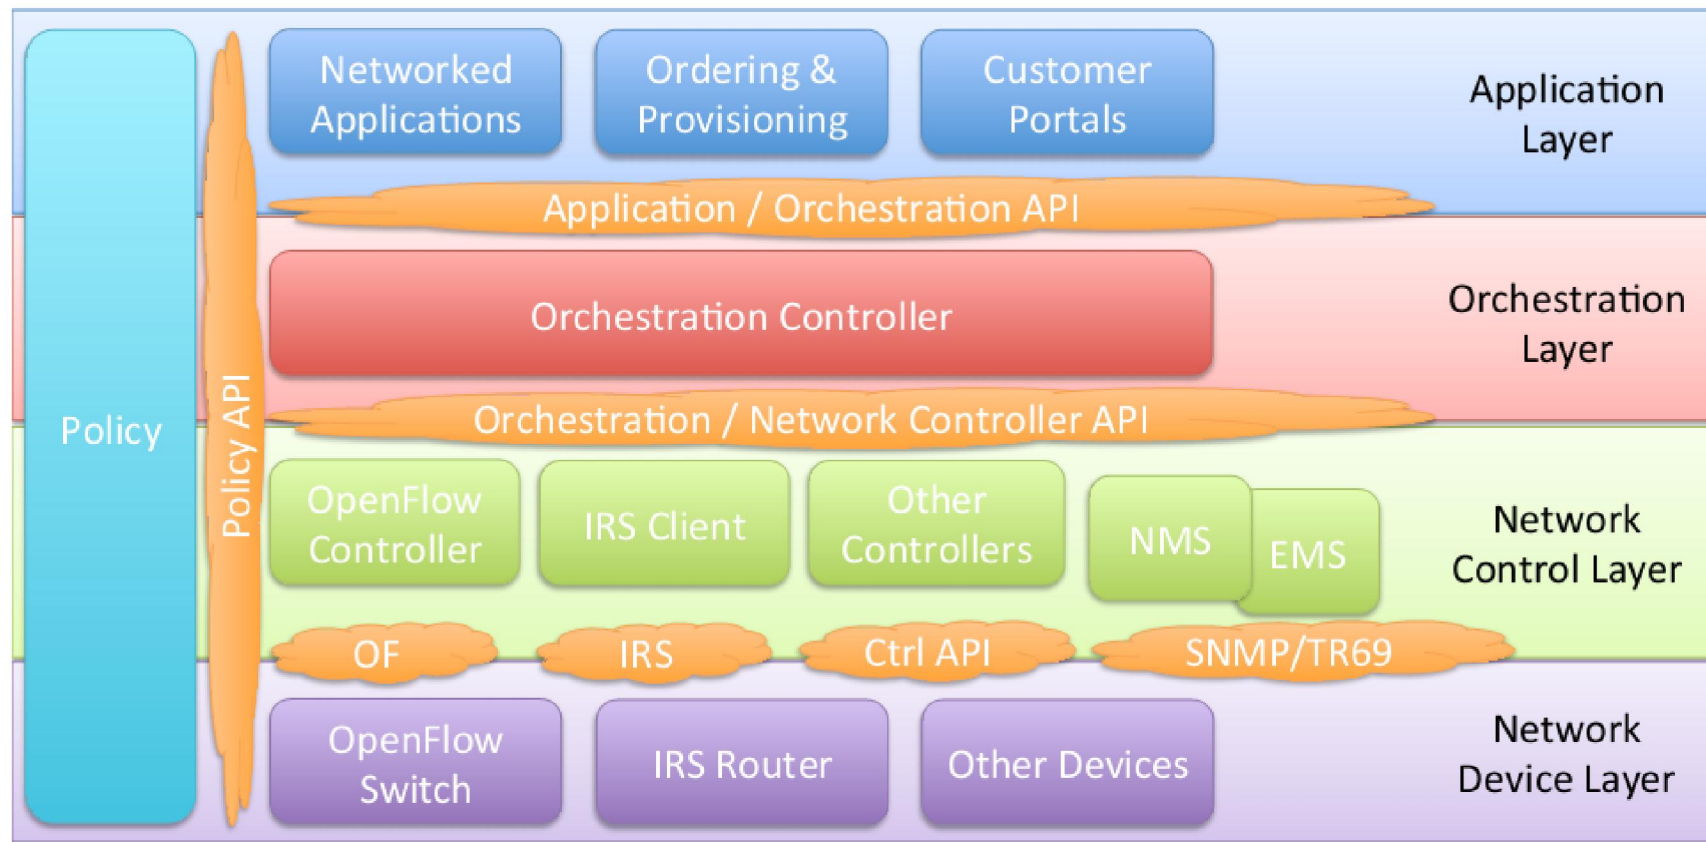 Policy
Policy API
Networked
Applications
Ordering &
Provisioning
Customer
Portals
Application
Layer
Application / Orchestration API
Orchestration Controller
Orchestration
Layer
Orchestration / Network Controller API
OpenFlow
Controller
IRS Client
Other
Controllers
NMS
EMS
Network
Control Layer
OF
IRS
Ctrl API
SNMP/TR69
OpenFlow
Switch
IRS Router
Other Devices
Network
Device Layer